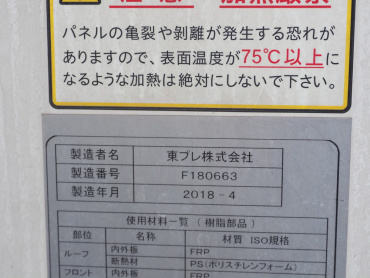 パネルの亀裂や剝離が発生する恐れが
ありますので、表面温度が75℃以上に
なるような加熱は絶対にしないで下さい。
製造者名 東プレ株式会社
製造番号 F180663
製造年月 2018-4
使用材料一覧(樹脂部品)
部位 名称 材質 ISO規格
ルーフ 内外板 FRP
断熱材 PS(ポリスチレンフォーム)
フロント 内外板 FRP